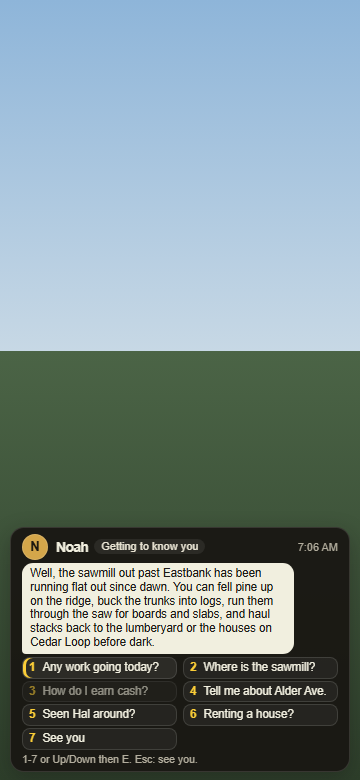 N Noah Getting to know you 7:06 AM
Well, the sawmill out past Eastbank has been
running flat out since dawn. You can fell pine up
on the ridge, buck the trunks into logs, run them
through the saw for boards and slabs, and haul
stacks back to the lumberyard or the houses on
Cedar Loop before dark.
1 Any work going today? 2 Where is the sawmill?
3 How do I earn cash? 4 Tell me about Alder Ave.
5 Seen Hal around? 6 Renting a house?
7 See you
1-7 or Up/Down then E. Esc: see you.